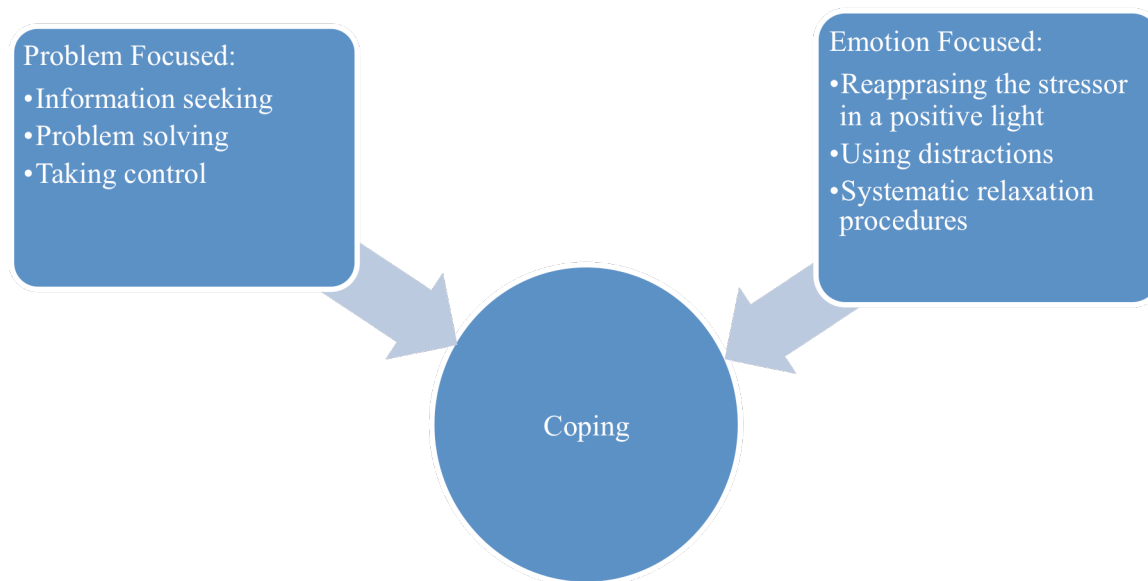 Problem Focused:
•Information seeking
•Problem solving
•Taking control
Emotion Focused:
•Reapprasing the stressor
in a positive light
•Using distractions
•Systematic relaxation
procedures
Coping